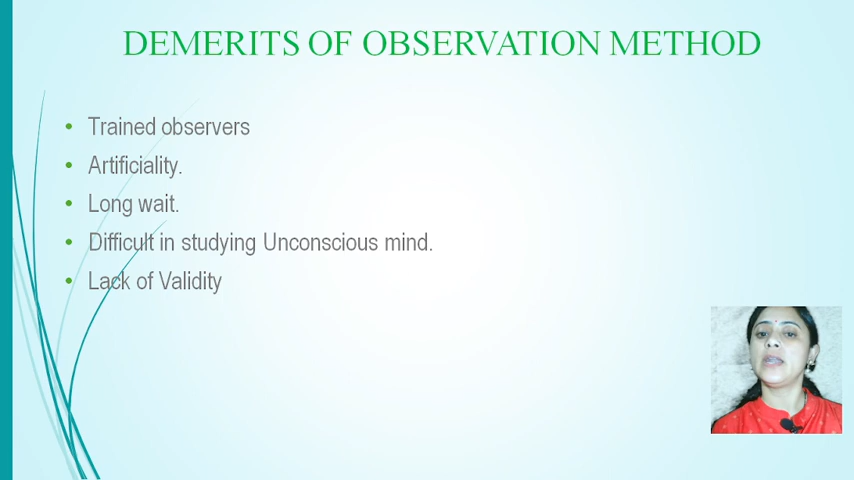 DEMERITS OF OBSERVATION METHOD
• Trained observers
• Artificiality.
• Long wait.
• Difficult in studying Unconscious mind.
• Lack of Validity